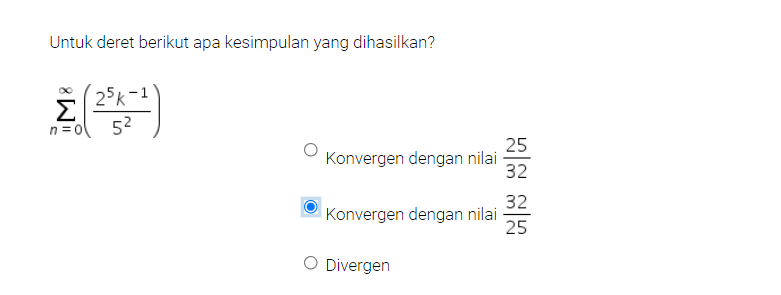 Untuk deret berikut apa kesimpulan yang dihasilkan?
∞
Σ
n = 0
( 2⁵k⁻¹ / 5² )
Konvergen dengan nilai 25/32
Konvergen dengan nilai 32/25
Divergen